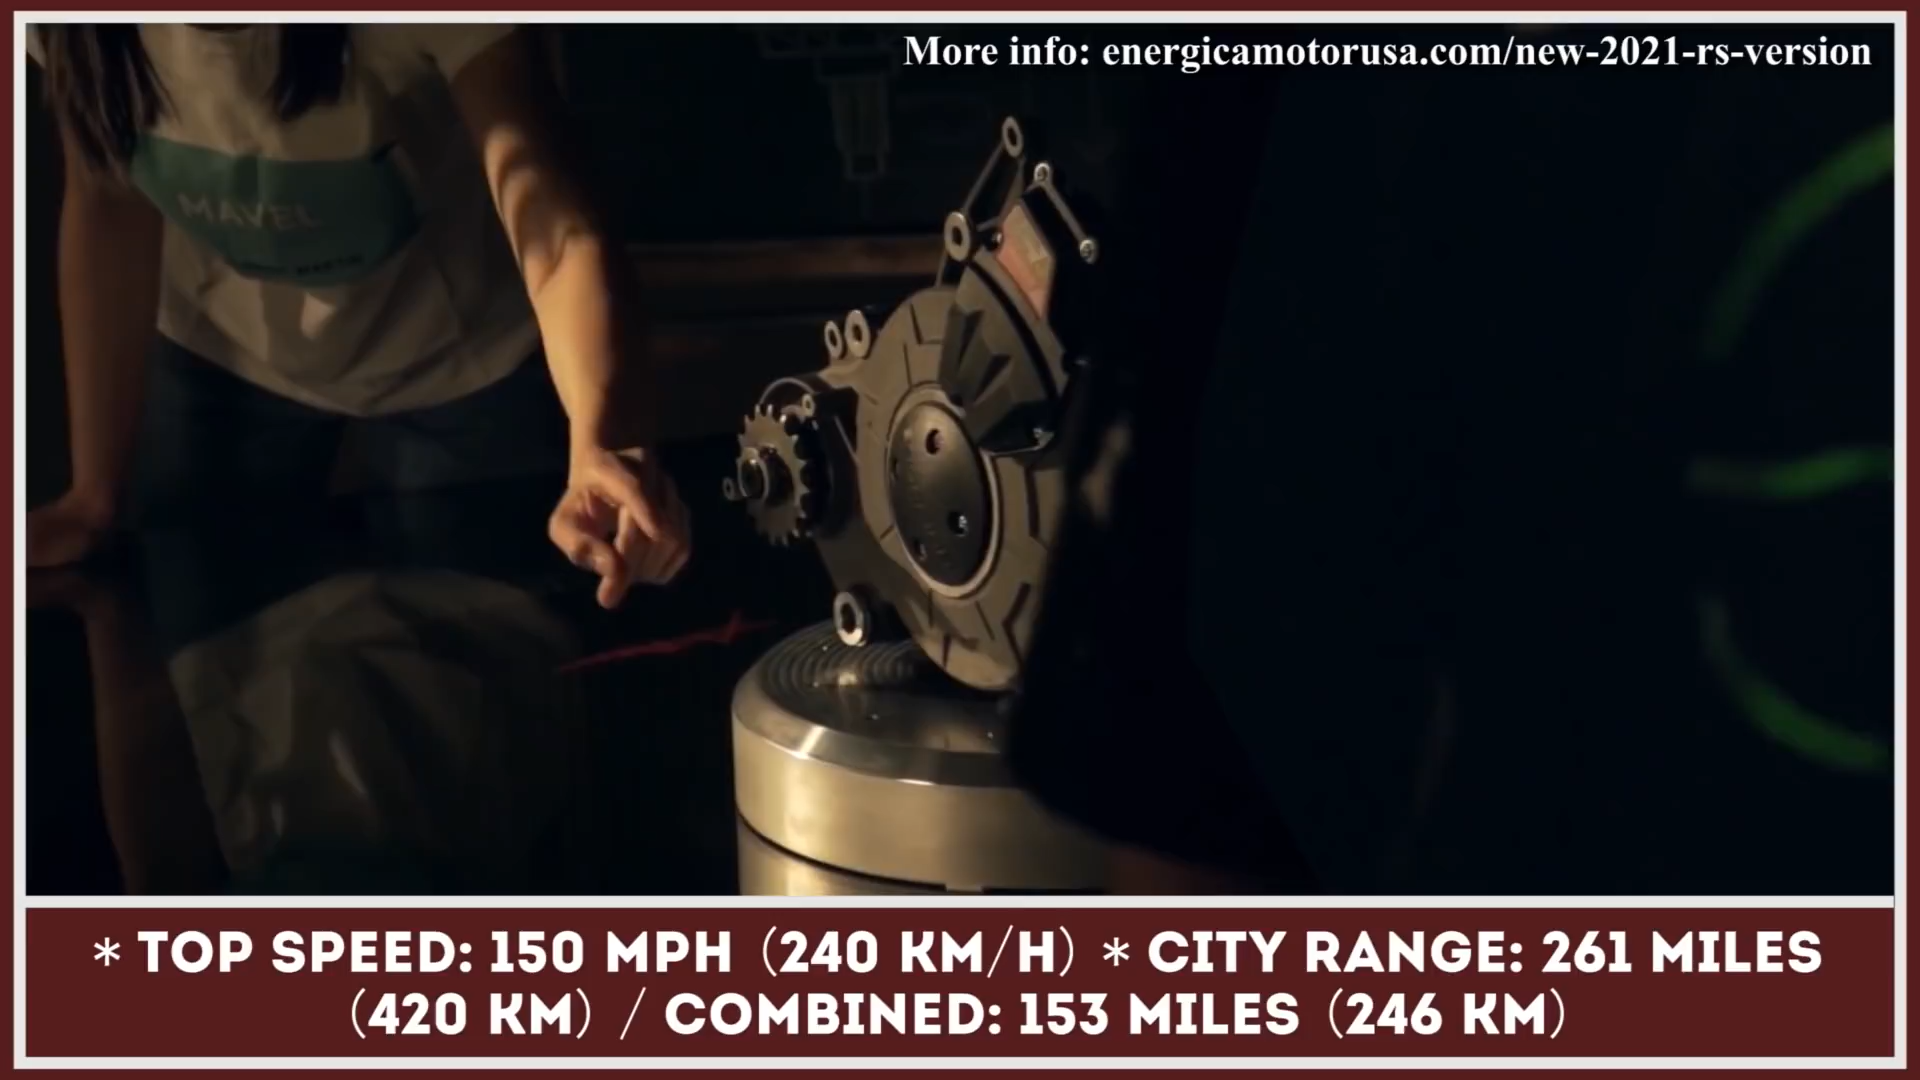 More info: energicamotorusa.com/new-2021-rs-version
MAVEL
* TOP SPEED: 150 MPH (240 KM/H) * CITY RANGE: 261 MILES
(420 KM) / COMBINED: 153 MILES (246 KM)